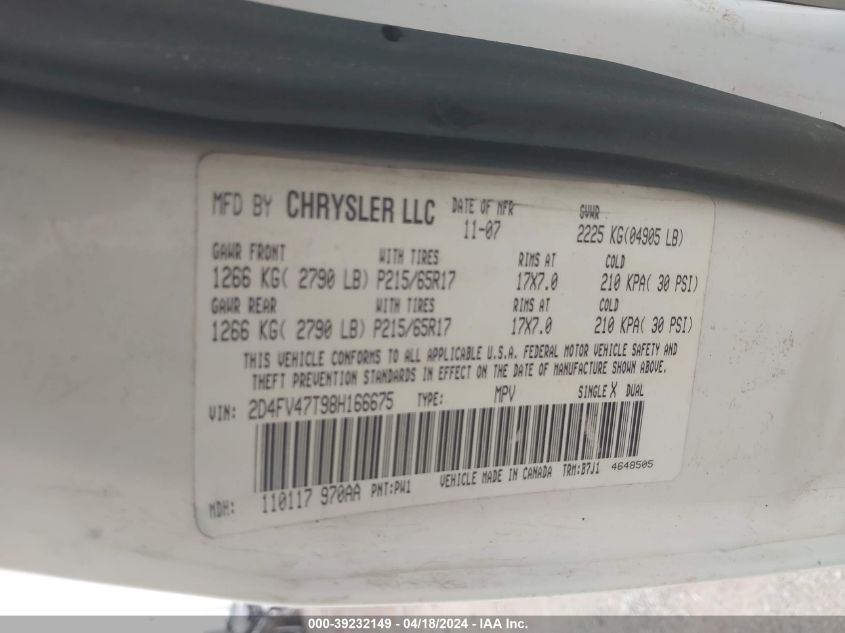 MFD BY CHRYSLER LLC DATE OF MFR GVWR
11-07 2225 KG(04905 LB)
GAWR FRONT WITH TIRES RIMS AT COLD
1266 KG( 2790 LB) P215/65R17 17X7.0 210 KPA( 30 PSI)
GAWR REAR WITH TIRES RIMS AT COLD
1266 KG( 2790 LB) P215/65R17 17X7.0 210 KPA( 30 PSI)
THIS VEHICLE CONFORMS TO ALL APPLICABLE U.S.A. FEDERAL MOTOR VEHICLE SAFETY AND
THEFT PREVENTION STANDARDS IN EFFECT ON THE DATE OF MANUFACTURE SHOWN ABOVE.
VIN: 2D4FV47T98H166675 TYPE: MPV SINGLE X DUAL
MDH: 110117 970AA PNT:PW1 VEHICLE MADE IN CANADA TRM:B7J1 4648505
000-39232149 - 04/18/2024 - IAA Inc.